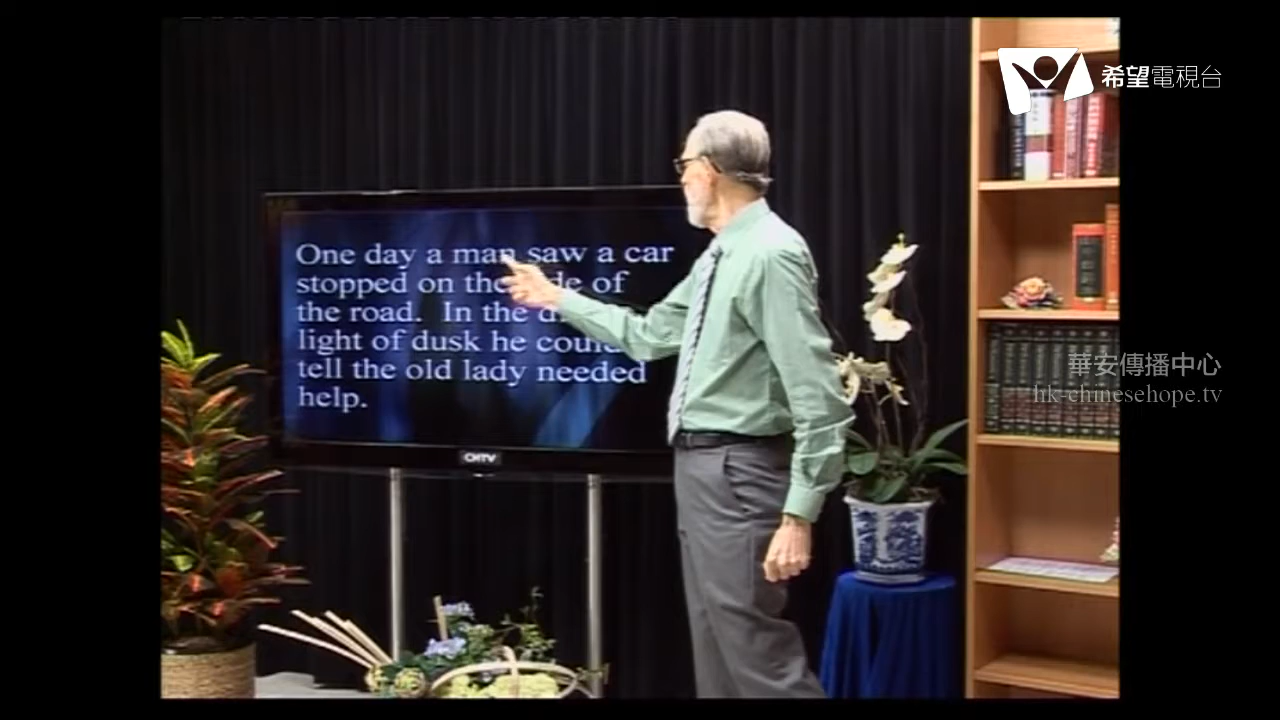 希望電視台
One day a man saw a car
stopped on the side of
the road. In the
light of dusk he could
tell the old lady needed
help.
華安傳播中心
hk-chinesehope.tv
CHTV